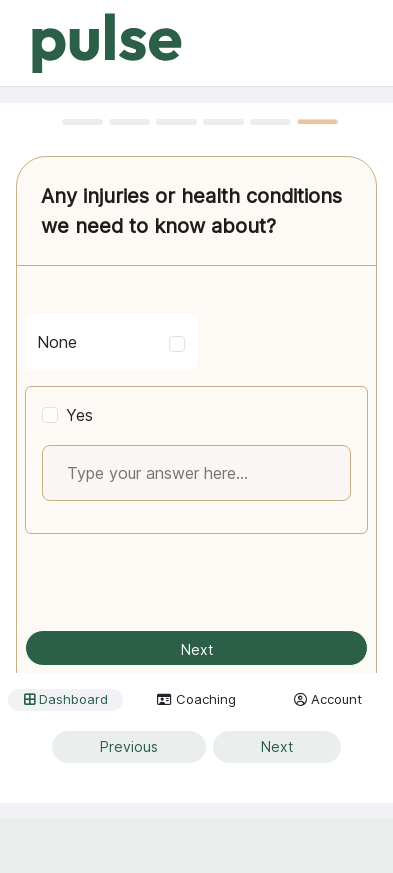 pulse
Any injuries or health conditions
we need to know about?
None
Yes
Type your answer here...
Next
Dashboard
Coaching
Account
Previous
Next